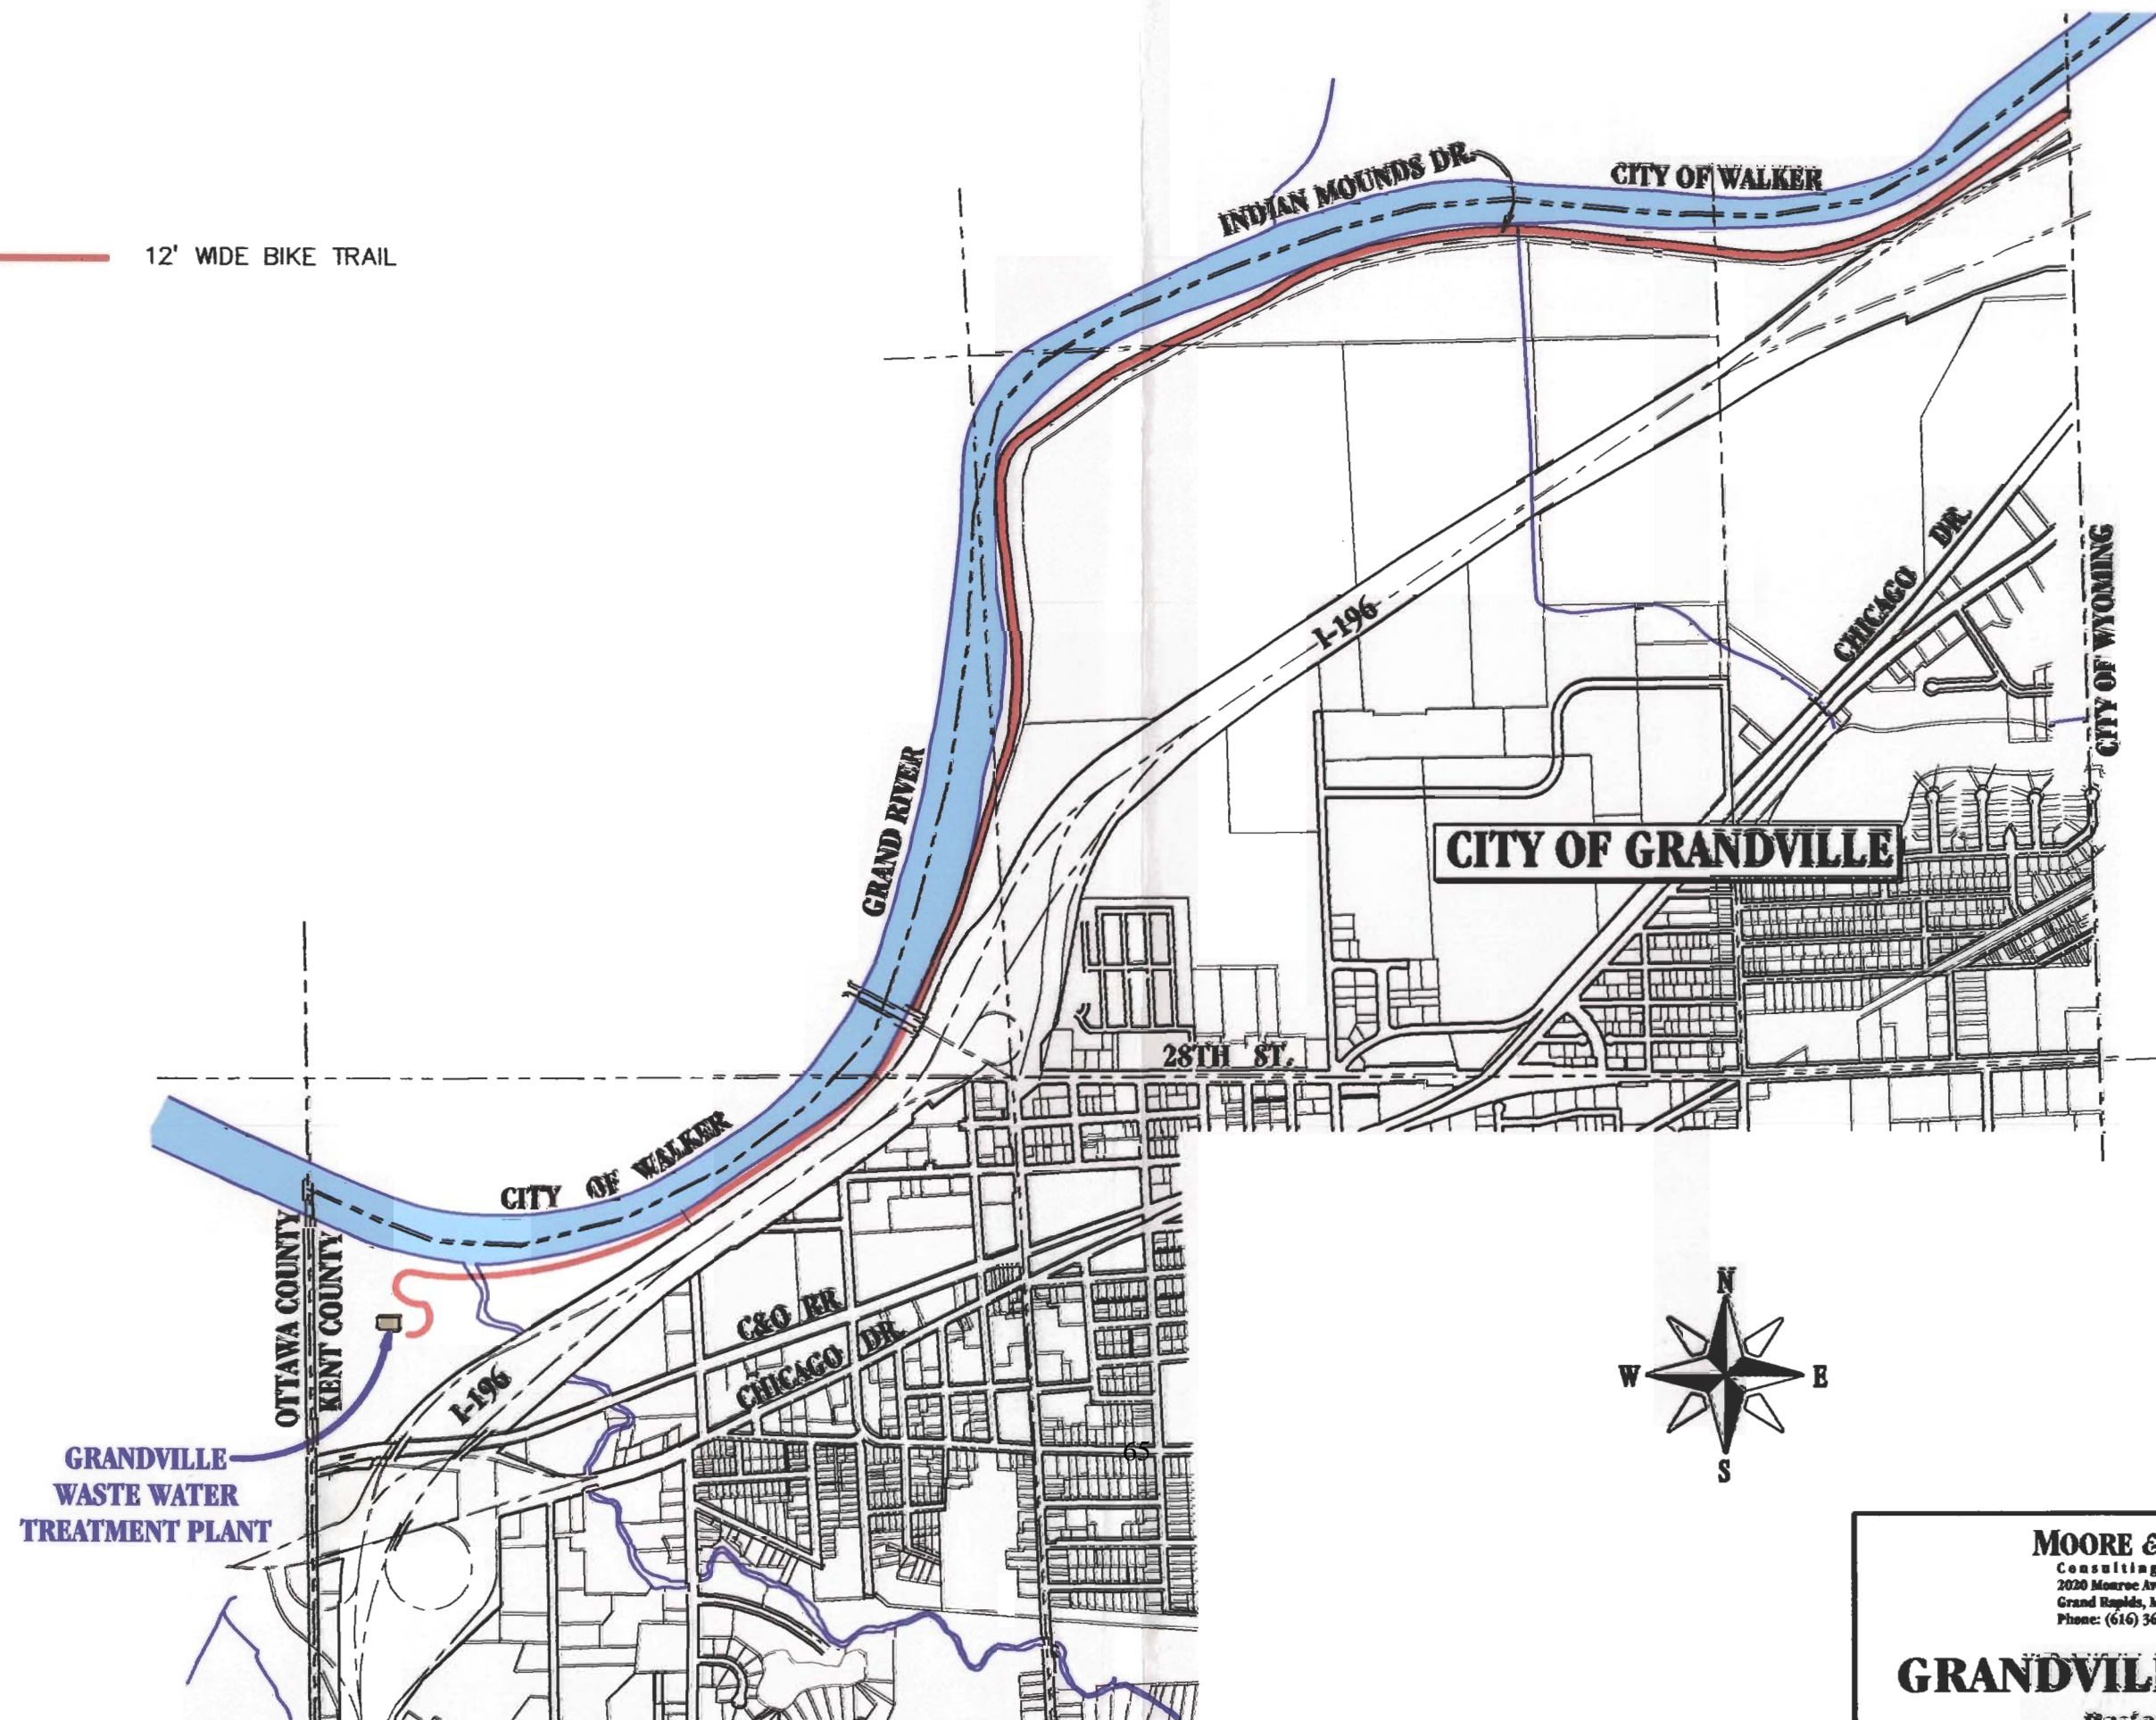 INDIAN MOUNDS DR.
CITY OF WALKER
12' WIDE BIKE TRAIL
I-196
CHICAGO DR.
CITY OF WYOMING
GRAND RIVER
CITY OF GRANDVILLE
28TH ST.
CITY OF WALKER
OTTAWA COUNTY
KENT COUNTY
C&O RR
CHICAGO DR.
I-196
N
W E
S
65
GRANDVILLE
WASTE WATER
TREATMENT PLANT
MOORE &
Consulting
2020 Monroe Av
Grand Rapids, M
Phone: (616) 36
GRANDVIL